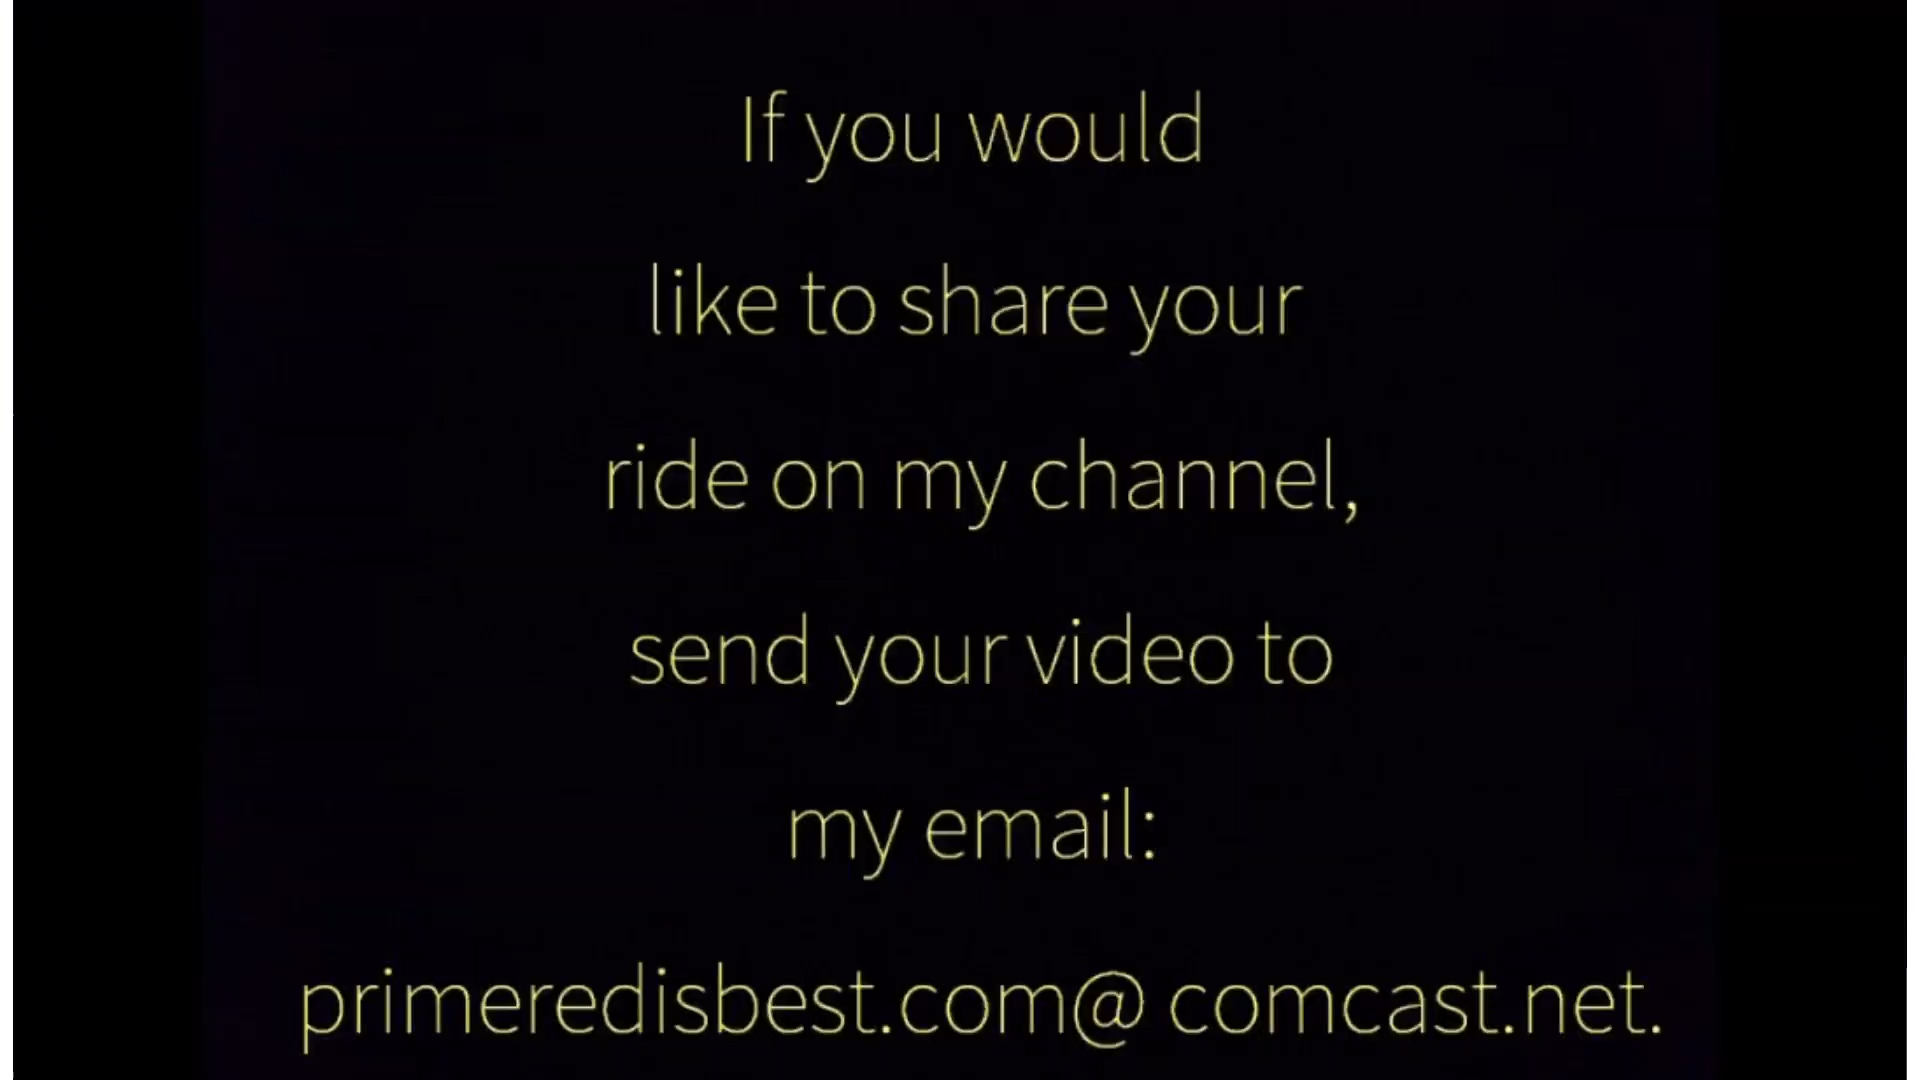 If you would
like to share your
ride on my channel,
send your video to
my email:
primeredisbest.com@ comcast.net.